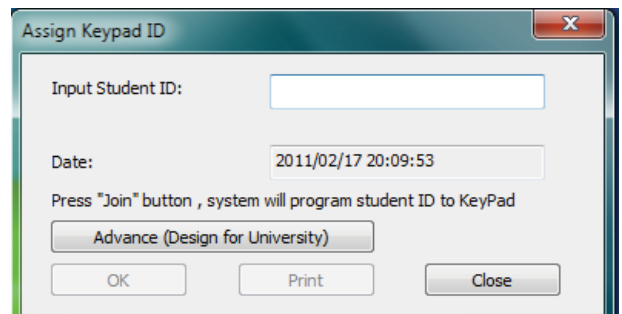 Assign Keypad ID
Input Student ID:
Date: 2011/02/17 20:09:53
Press "Join" button , system will program student ID to KeyPad
Advance (Design for University)
OK Print Close